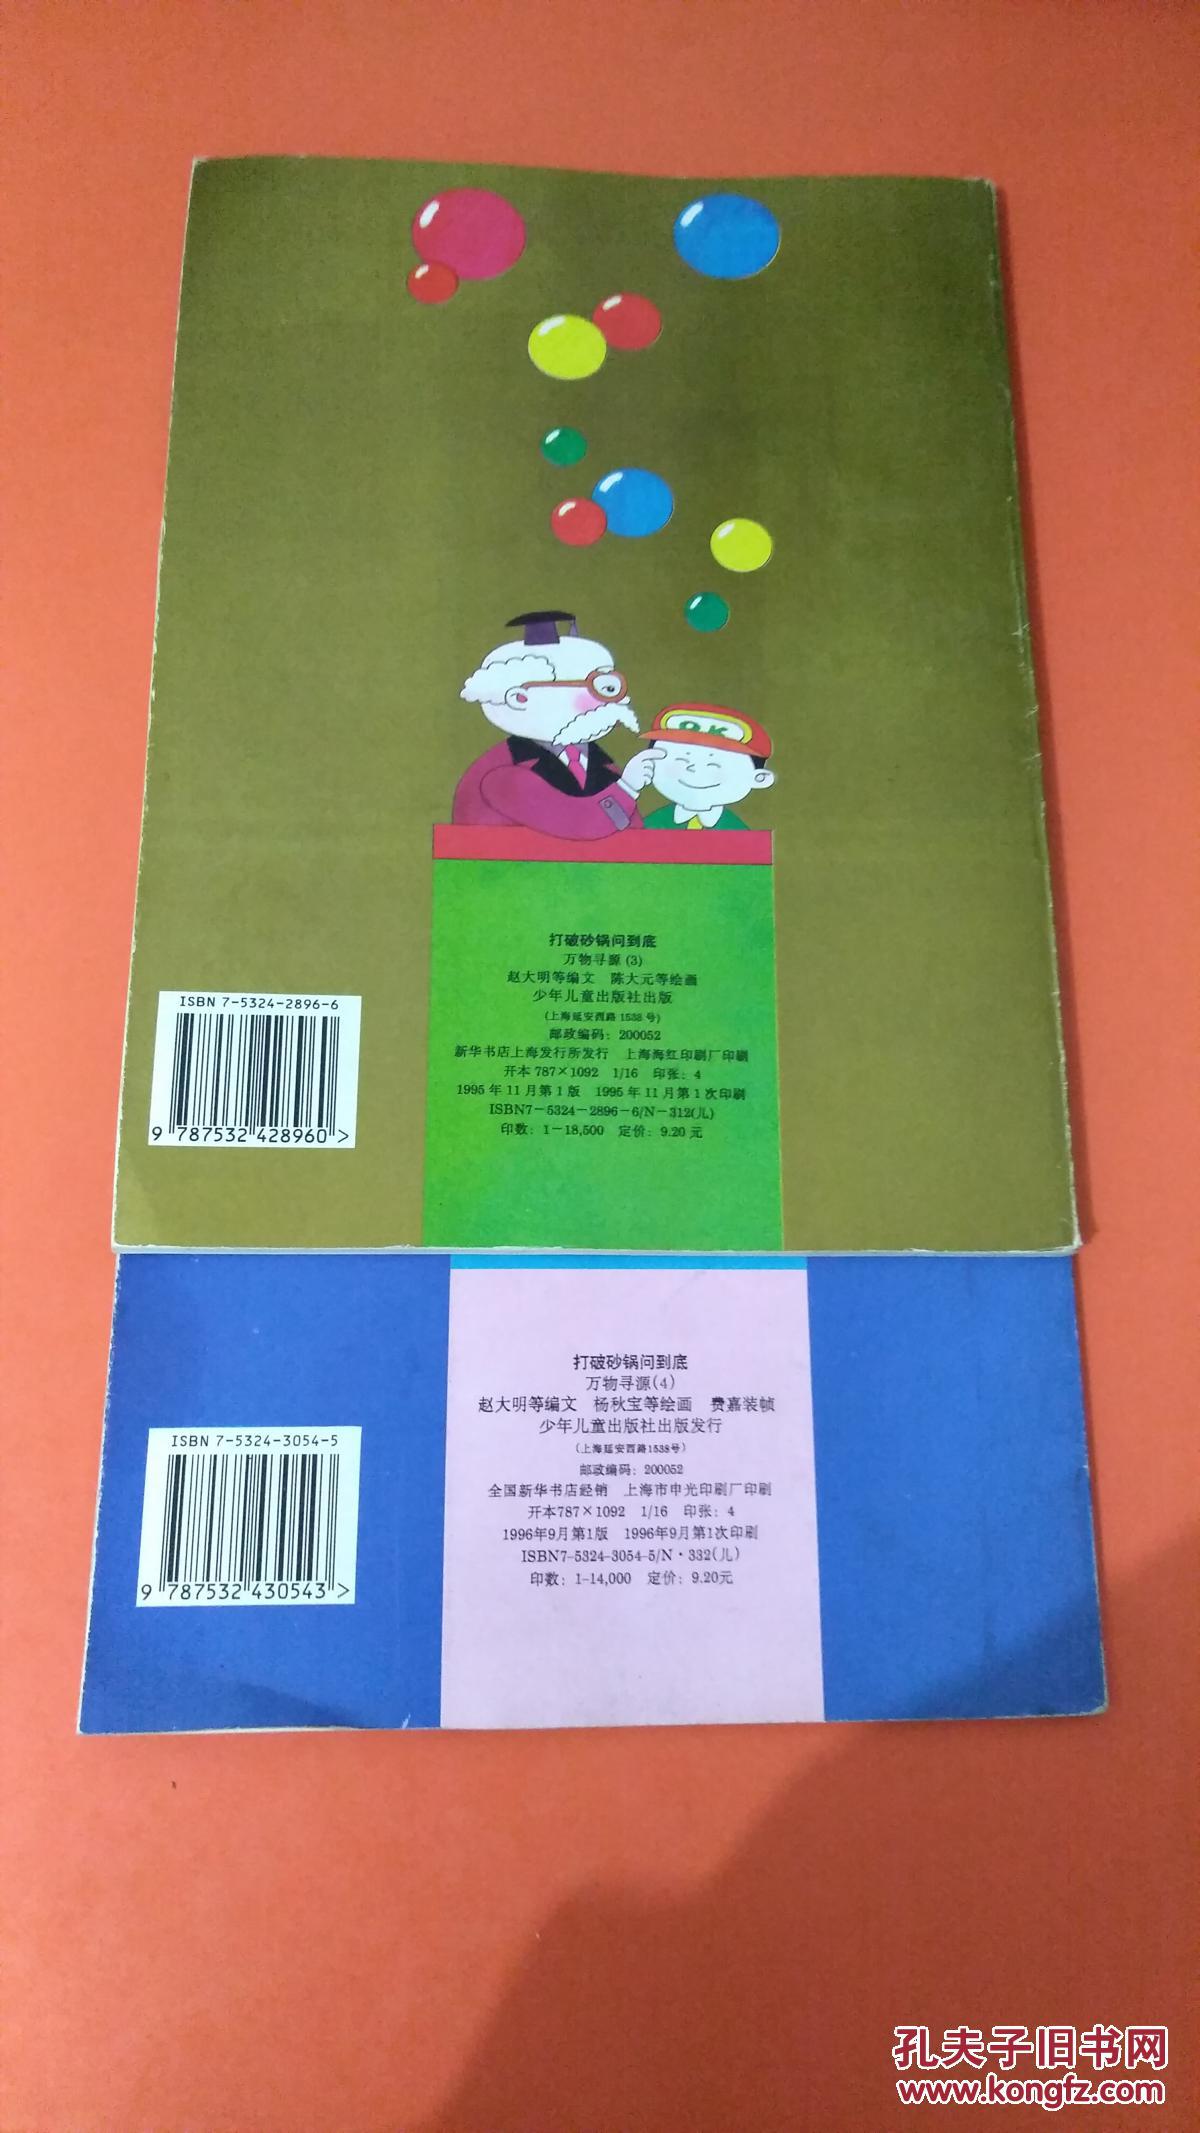 OK
打破砂锅问到底
万物寻源(3)
赵大明等编文 陈大元等绘画
少年儿童出版社出版
(上海延安西路1538号)
邮政编码：200052
新华书店上海发行所发行 上海海红印刷厂印刷
开本787×1092 1/16 印张：4
1995年11月第1版 1995年11月第1次印刷
ISBN7－5324－2896－6/N－312(儿)
印数：1－18,500 定价：9.20元
ISBN 7-5324-2896-6
9 787532 428960 >
打破砂锅问到底
万物寻源(4)
赵大明等编文 杨秋宝等绘画 费嘉装帧
少年儿童出版社出版发行
(上海延安西路1538号)
邮政编码：200052
全国新华书店经销 上海市申光印刷厂印刷
开本787×1092 1/16 印张：4
1996年9月第1版 1996年9月第1次印刷
ISBN7-5324-3054-5/N·332(儿)
印数：1-14,000 定价：9.20元
ISBN 7-5324-3054-5
9 787532 430543 >
孔夫子旧书网
www.kongfz.com